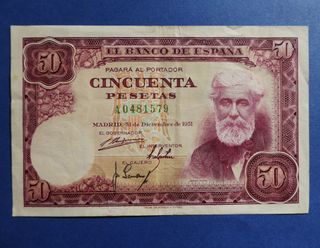 50 EL BANCO DE ESPAÑA 50
PAGARÁ AL PORTADOR
CINCUENTA
PESETAS
A0481579
MADRID, 31 de Diciembre de 1951
EL GOBERNADOR
EL INTERVENTOR
EL CAJERO
50 50